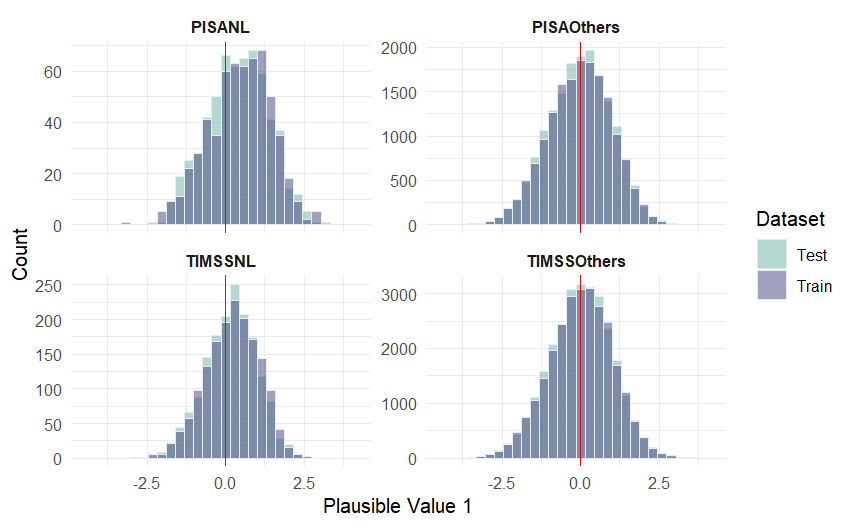 PISANL
PISAOthers
60
40
20
0
2000
1500
1000
500
0
Count
TIMSSNL
TIMSSOthers
250
200
150
100
50
0
3000
2000
1000
0
-2.5 0.0 2.5
-2.5 0.0 2.5
Plausible Value 1
Dataset
Test
Train